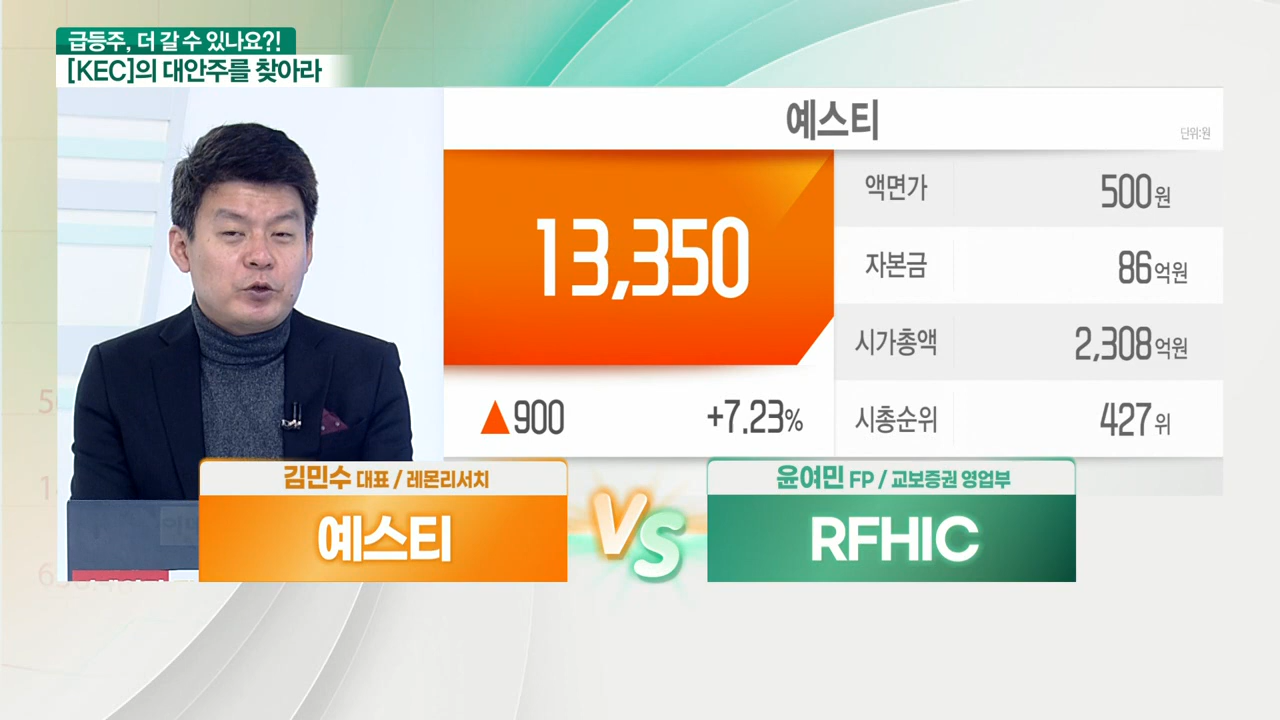 급등주, 더 갈 수 있나요?!
[KEC]의 대안주를 찾아라
예스티
단위:원
13,350
▲900 +7.23%
액면가 500원
자본금 86억원
시가총액 2,308억원
시총순위 427위
김민수 대표 / 레몬리서치
예스티
VS
윤여민 FP / 교보증권 영업부
RFHIC